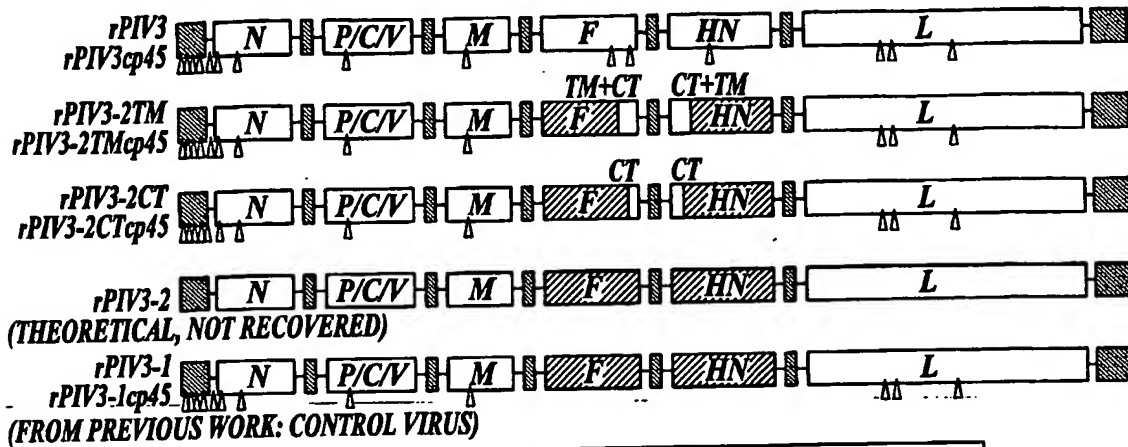 rPIV3
rPIV3cp45
N P/C/V M F HN L
TM+CT CT+TM
rPIV3-2TM
rPIV3-2TMcp45
N P/C/V M F HN L
CT CT
rPIV3-2CT
rPIV3-2CTcp45
N P/C/V M F HN L
rPIV3-2
N P/C/V M F HN L
(THEORETICAL, NOT RECOVERED)
rPIV3-1
rPIV3-1cp45
N P/C/V M F HN L
(FROM PREVIOUS WORK: CONTROL VIRUS)